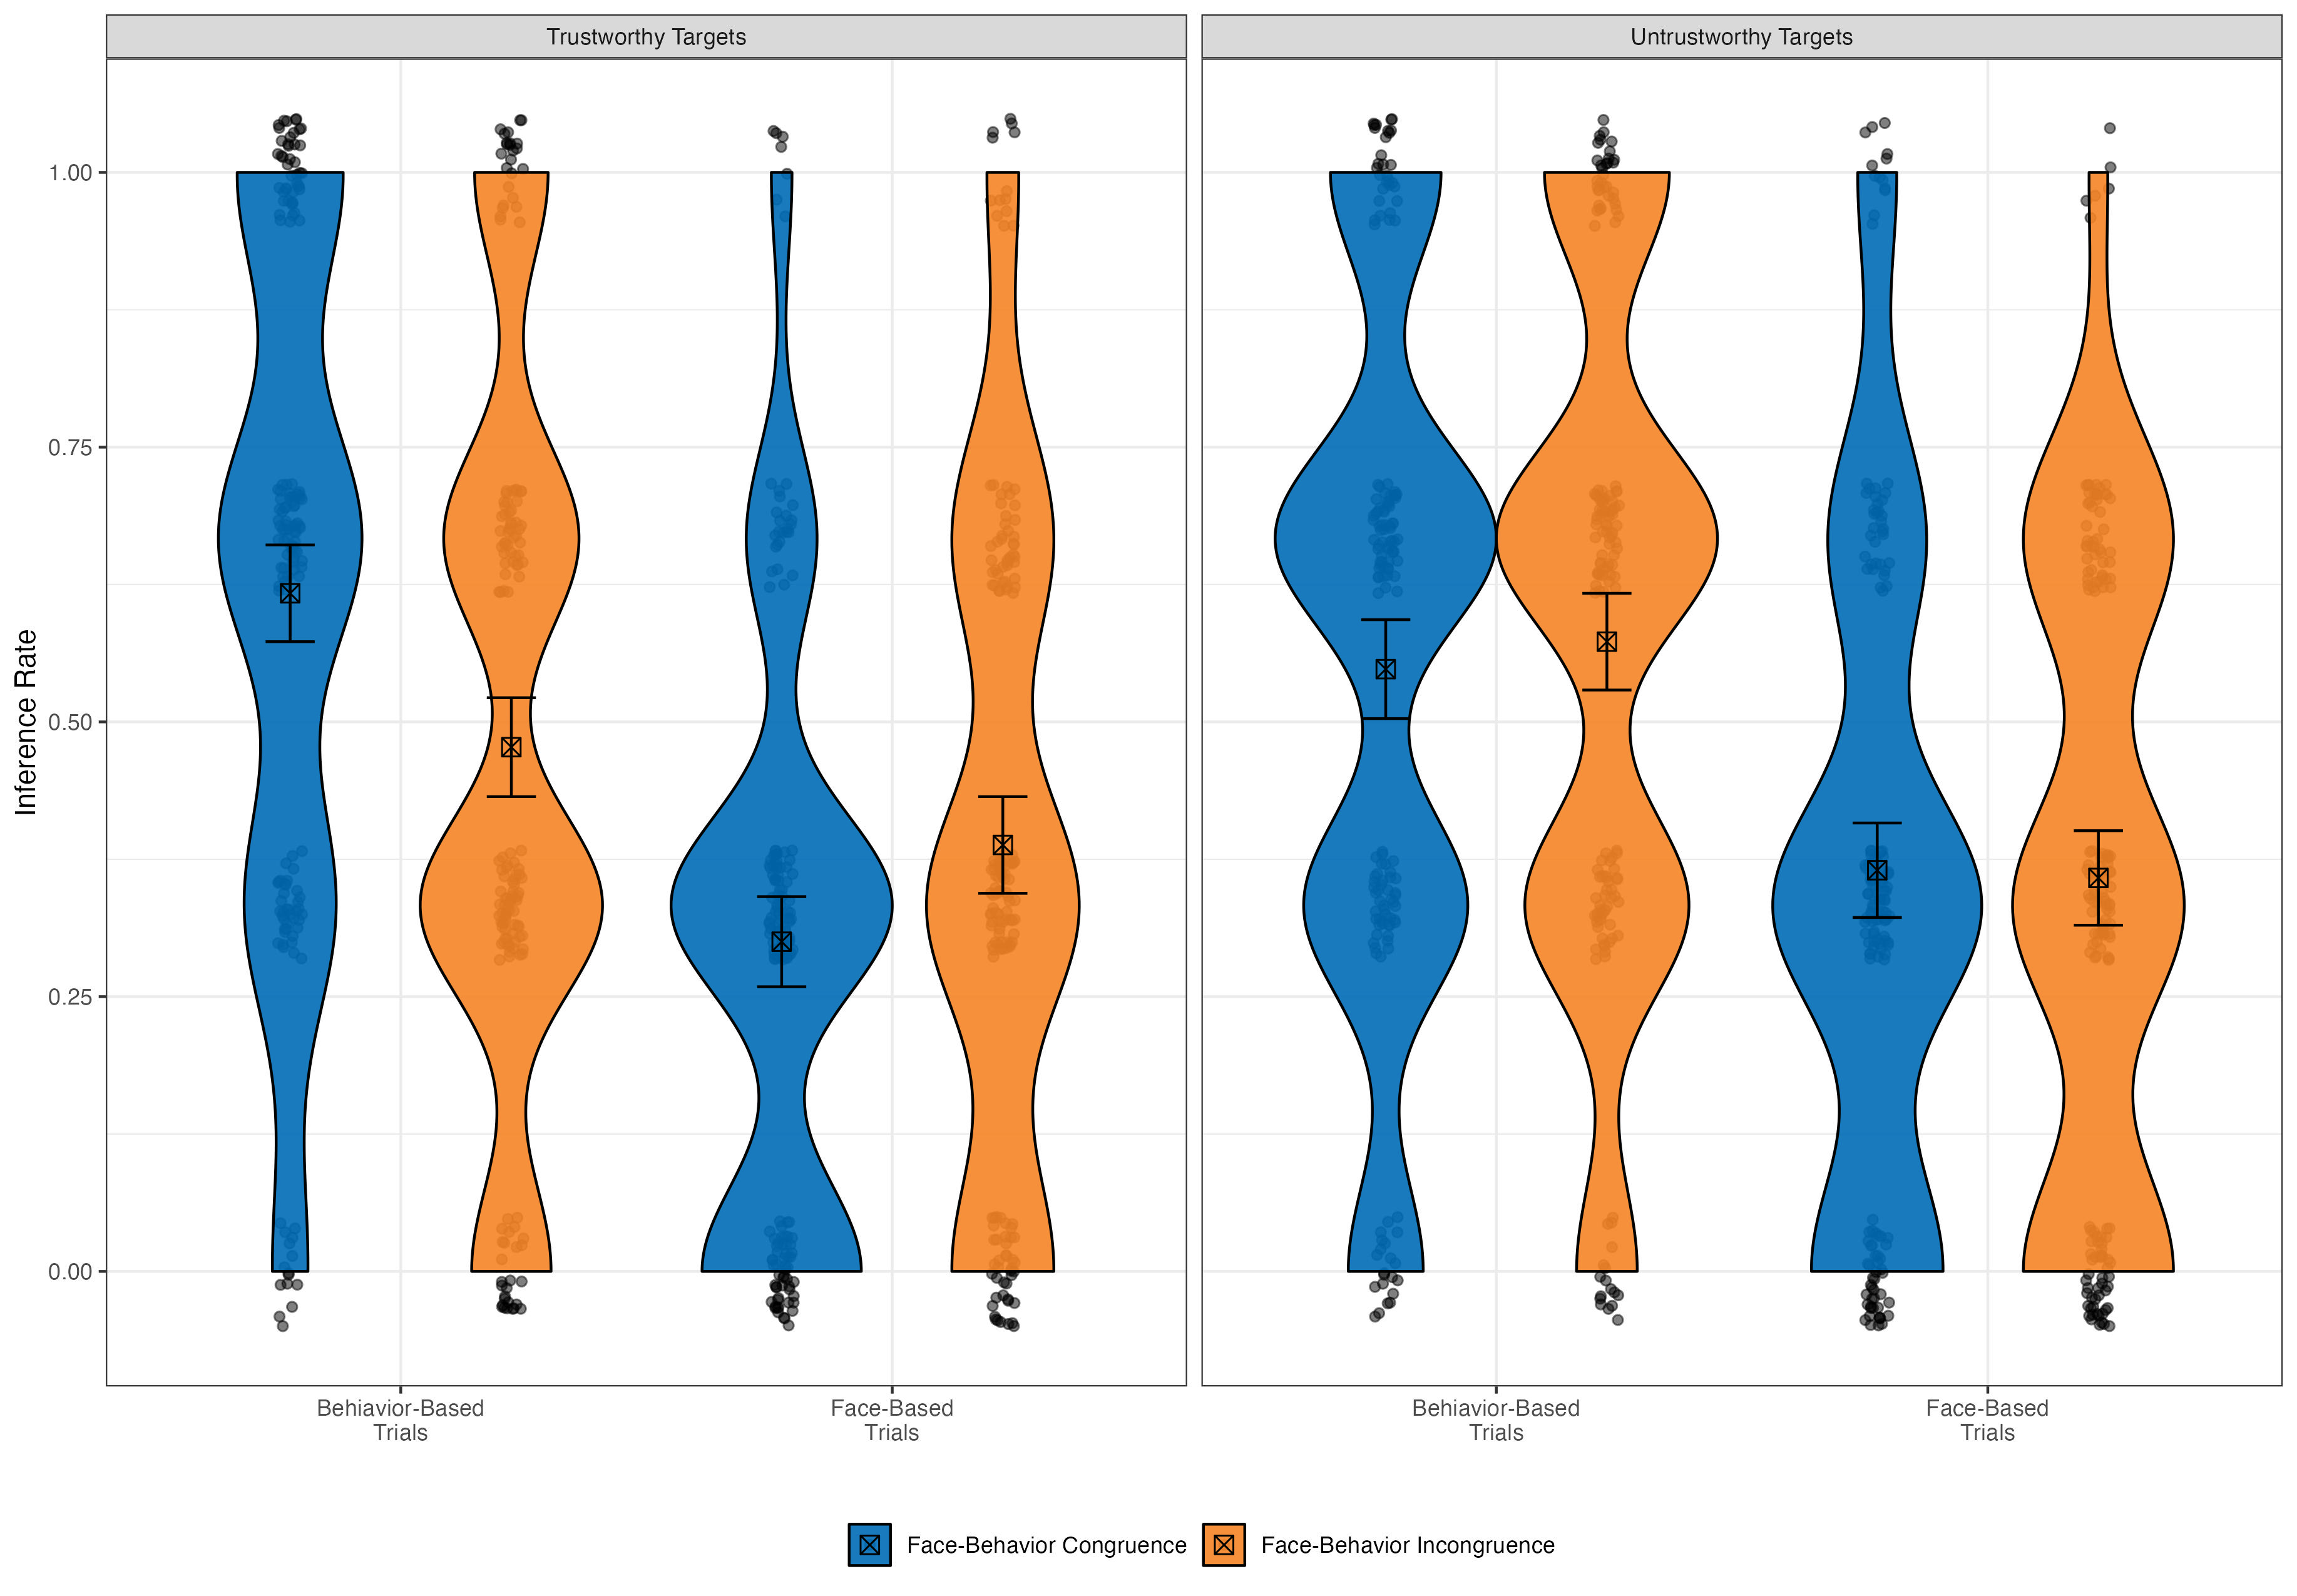 Trustworthy Targets
Untrustworthy Targets
Inference Rate
1.00
0.75
0.50
0.25
0.00
Behiavior-Based
Trials
Face-Based
Trials
Behiavior-Based
Trials
Face-Based
Trials
Face-Behavior Congruence
Face-Behavior Incongruence